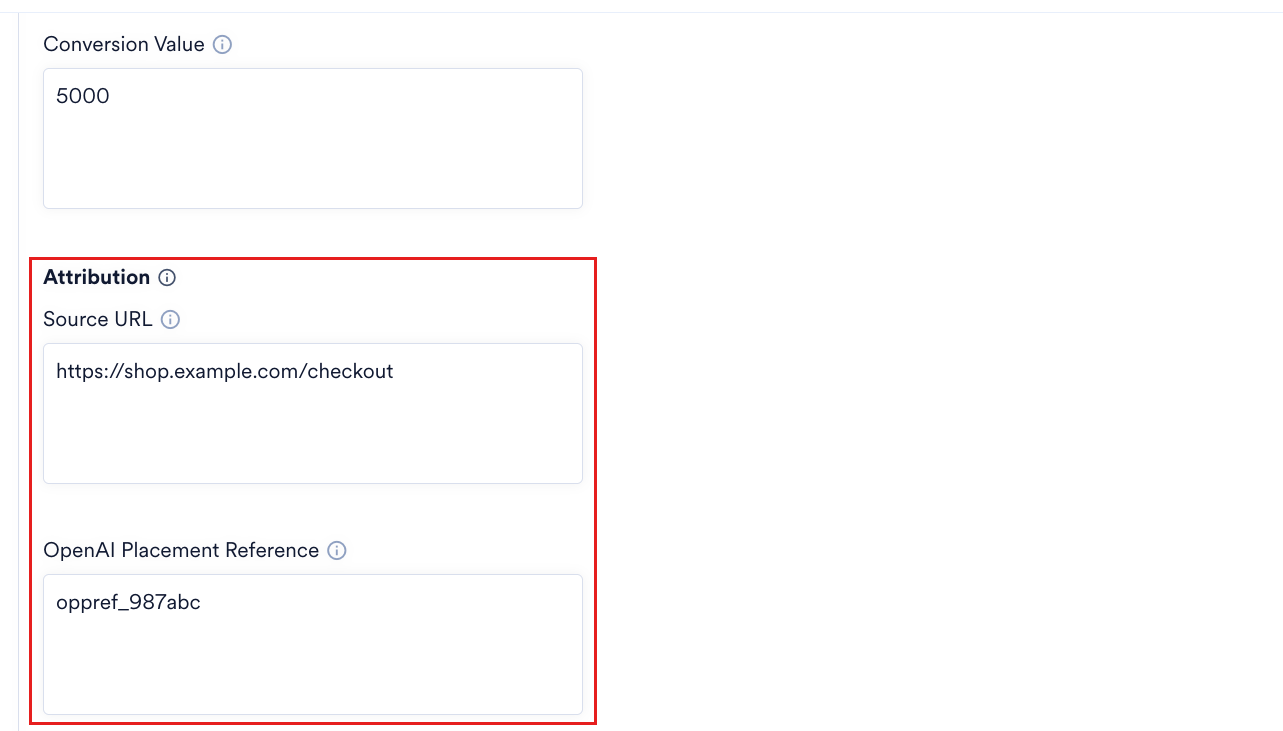 Conversion Value
5000
Attribution
Source URL
https://shop.example.com/checkout
OpenAI Placement Reference
oppref_987abc